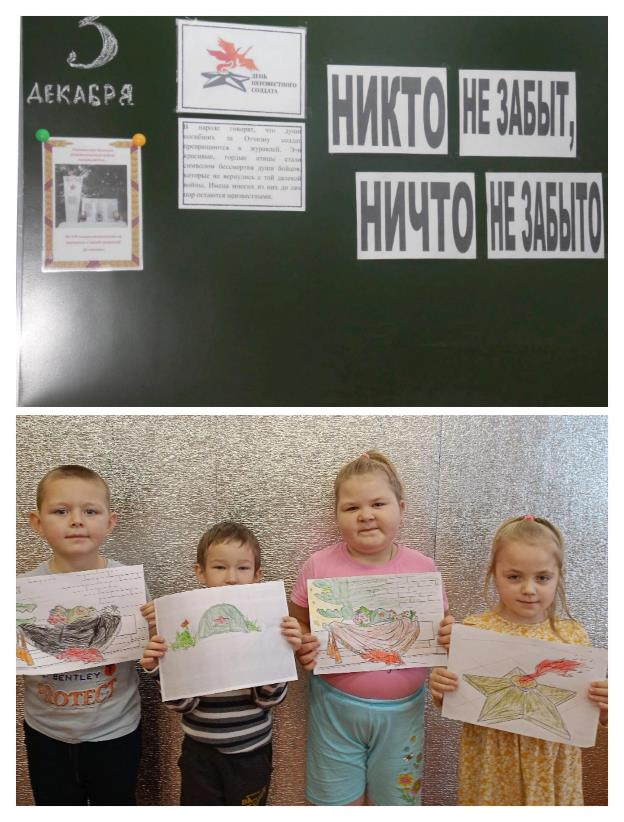 3
ДЕКАБРЯ
ДЕНЬ
НЕИЗВЕСТНОГО
СОЛДАТА
В народе говорят, что души
погибших за Отчизну солдат
превращаются в журавлей. Эти
красивые, гордые птицы стали
символом бессмертия души бойцов,
которые не вернулись с той далекой
войны. Имена многих из них до сих
пор остаются неизвестными.
НИКТО НЕ ЗАБЫТ,
НИЧТО НЕ ЗАБЫТО
BENTLEY
PROTECT